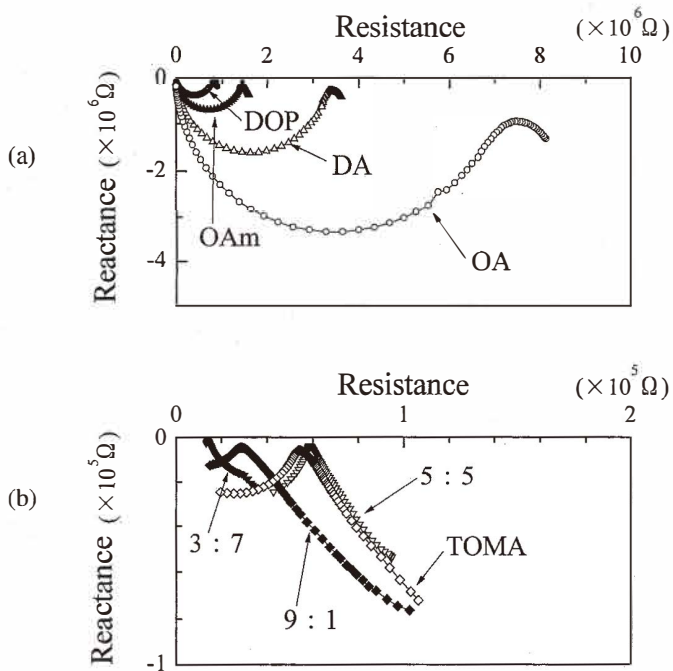 Resistance (×10⁶Ω)
0 2 4 6 8 10
(a)
Reactance (×10⁶Ω)
0
-2
-4
DOP
DA
OAm
OA
Resistance (×10⁵Ω)
0 1 2
(b)
Reactance (×10⁵Ω)
0
-1
5 : 5
3 : 7
TOMA
9 : 1